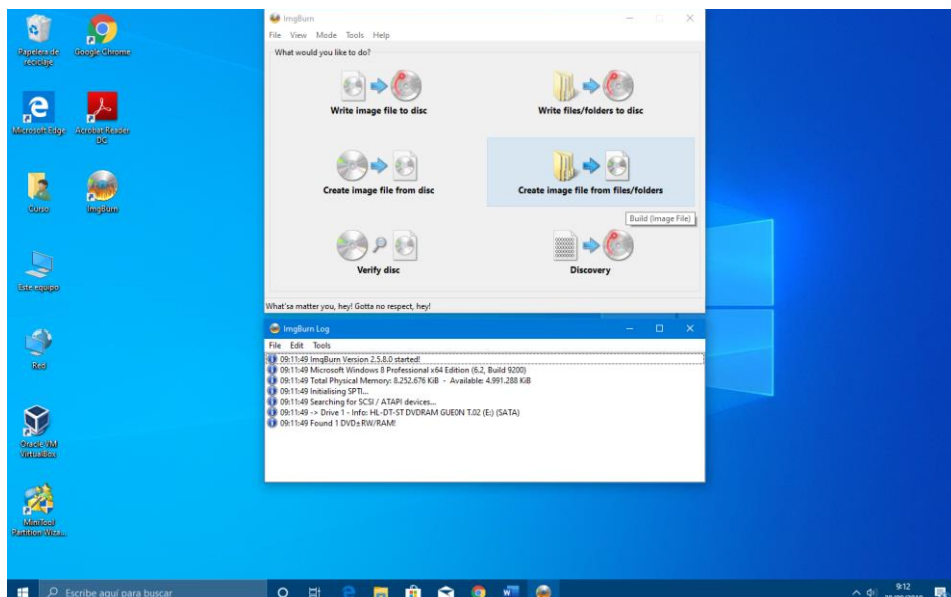 Papelera de
reciclaje
Google Chrome
Microsoft Edge
Acrobat Reader
DC
Curso
ImgBurn
Este equipo
Red
Oracle VM
VirtualBox
MiniTool
Partition Wiza...
ImgBurn
File View Mode Tools Help
What would you like to do?
Write image file to disc
Write files/folders to disc
Create image file from disc
Create image file from files/folders
Build (Image File)
Verify disc
Discovery
What'sa matter you, hey! Gotta no respect, hey!
ImgBurn Log
File Edit Tools
09:11:49 ImgBurn Version 2.5.8.0 started!
09:11:49 Microsoft Windows 8 Professional x64 Edition (6.2, Build 9200)
09:11:49 Total Physical Memory: 8.252.676 KiB - Available: 4.991.288 KiB
09:11:49 Initialising SPTI...
09:11:49 Searching for SCSI / ATAPI devices...
09:11:49 -> Drive 1 - Info: HL-DT-ST DVDRAM GUE0N T.02 (E:) (SATA)
09:11:49 Found 1 DVD±RW/RAM!
Escribe aquí para buscar
9:12